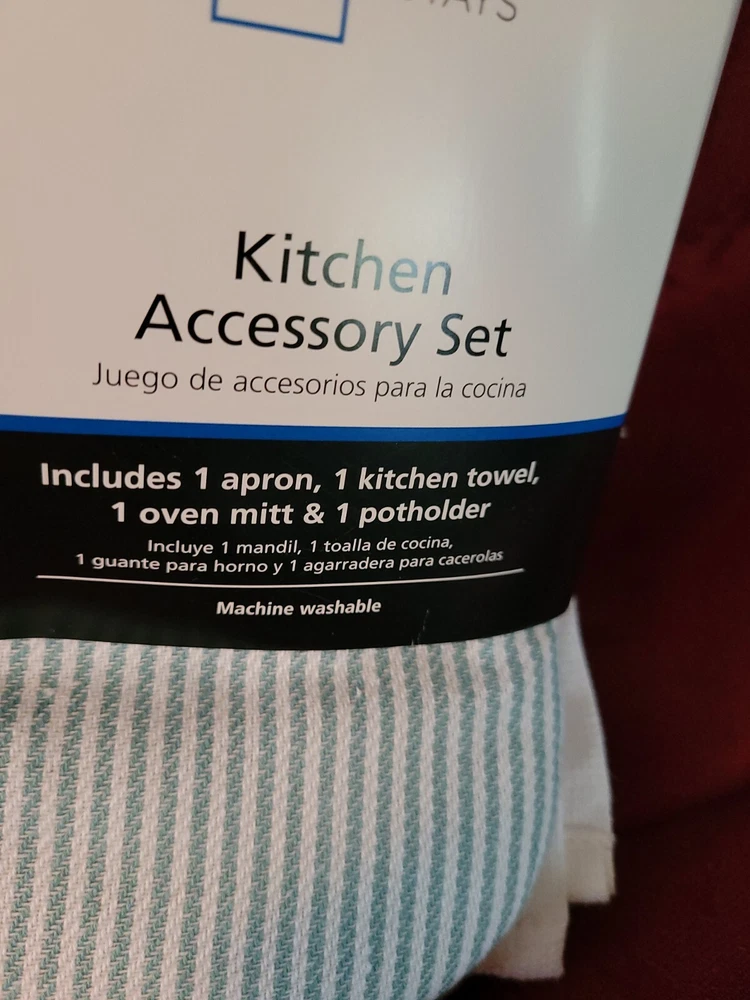 Kitchen
Accessory Set
Juego de accesorios para la cocina
Includes 1 apron, 1 kitchen towel,
1 oven mitt & 1 potholder
Incluye 1 mandil, 1 toalla de cocina,
1 guante para horno y 1 agarradera para cacerolas
Machine washable